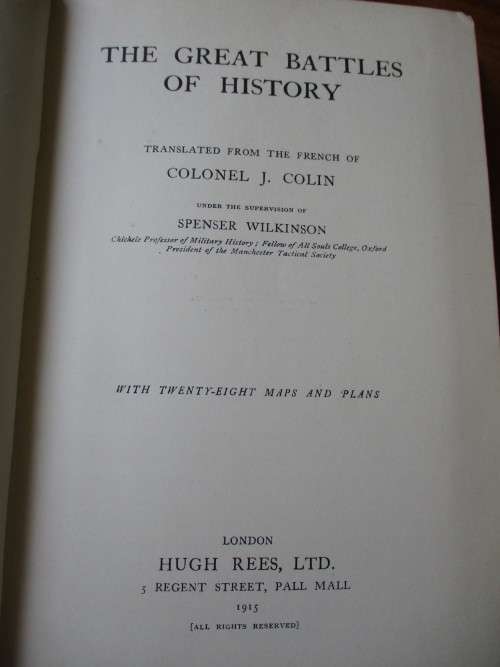 THE GREAT BATTLES
OF HISTORY
TRANSLATED FROM THE FRENCH OF
COLONEL J. COLIN
UNDER THE SUPERVISION OF
SPENSER WILKINSON
Chichele Professor of Military History; Fellow of All Souls College, Oxford
President of the Manchester Tactical Society
WITH TWENTY-EIGHT MAPS AND PLANS
LONDON
HUGH REES, LTD.
5 REGENT STREET, PALL MALL
1915
[ALL RIGHTS RESERVED]